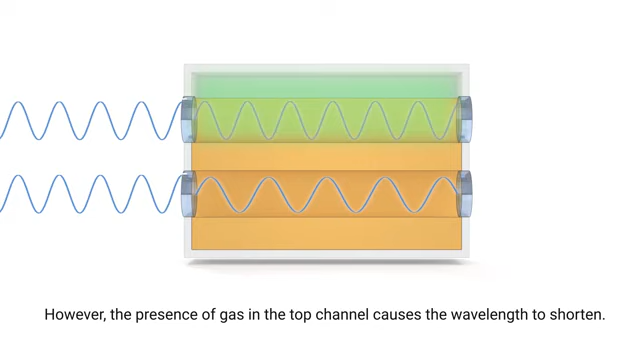 However, the presence of gas in the top channel causes the wavelength to shorten.